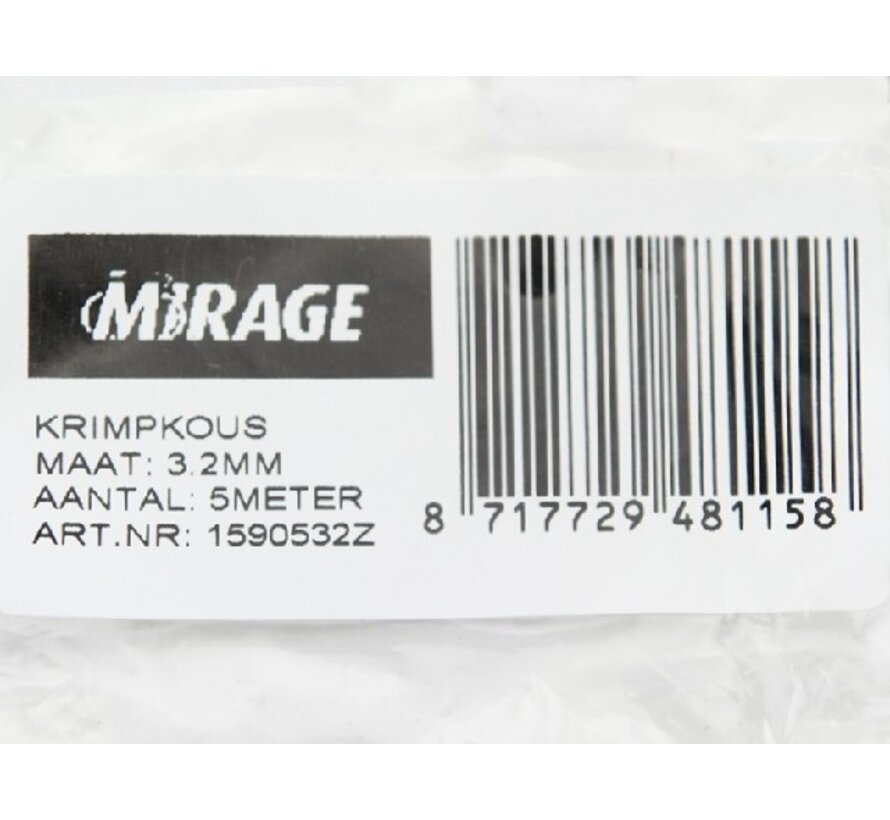 MIRAGE
KRIMPKOUS
MAAT: 3.2MM
AANTAL: 5METER
ART.NR: 1590532Z
8 717729 481158